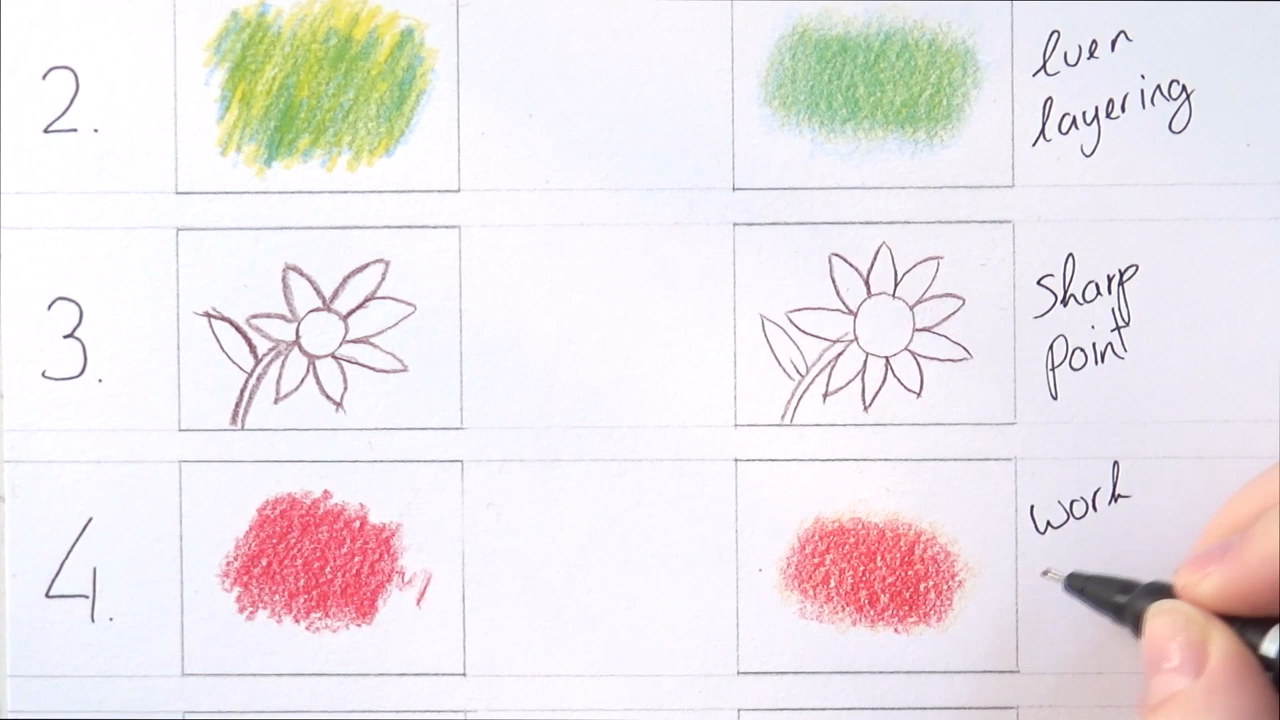 2.
Even
layering
3.
Sharp
Point
4.
Work